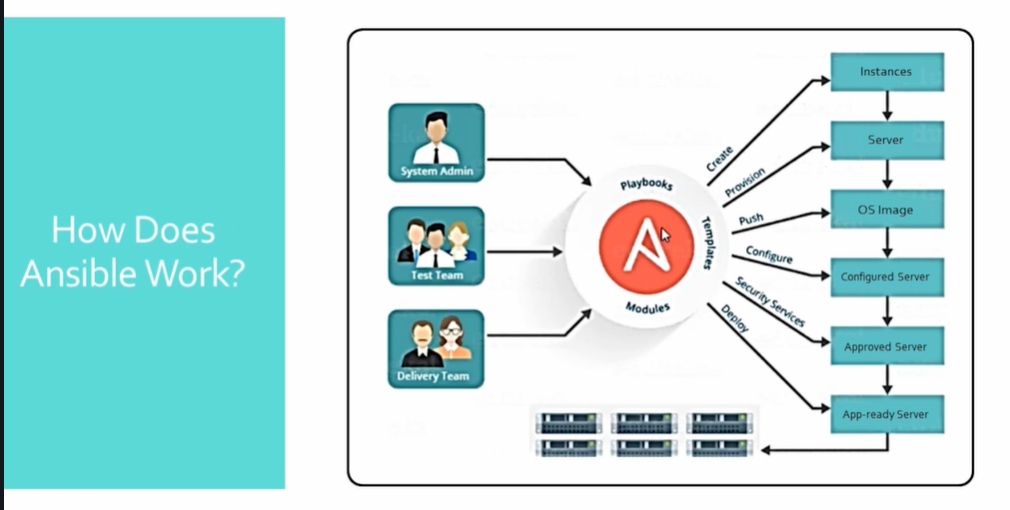 How Does
Ansible Work?
System Admin
Test Team
Delivery Team
Playbooks
Templates
Modules
Create
Provision
Push
Configure
Security Services
Deploy
Instances
Server
OS Image
Configured Server
Approved Server
App-ready Server